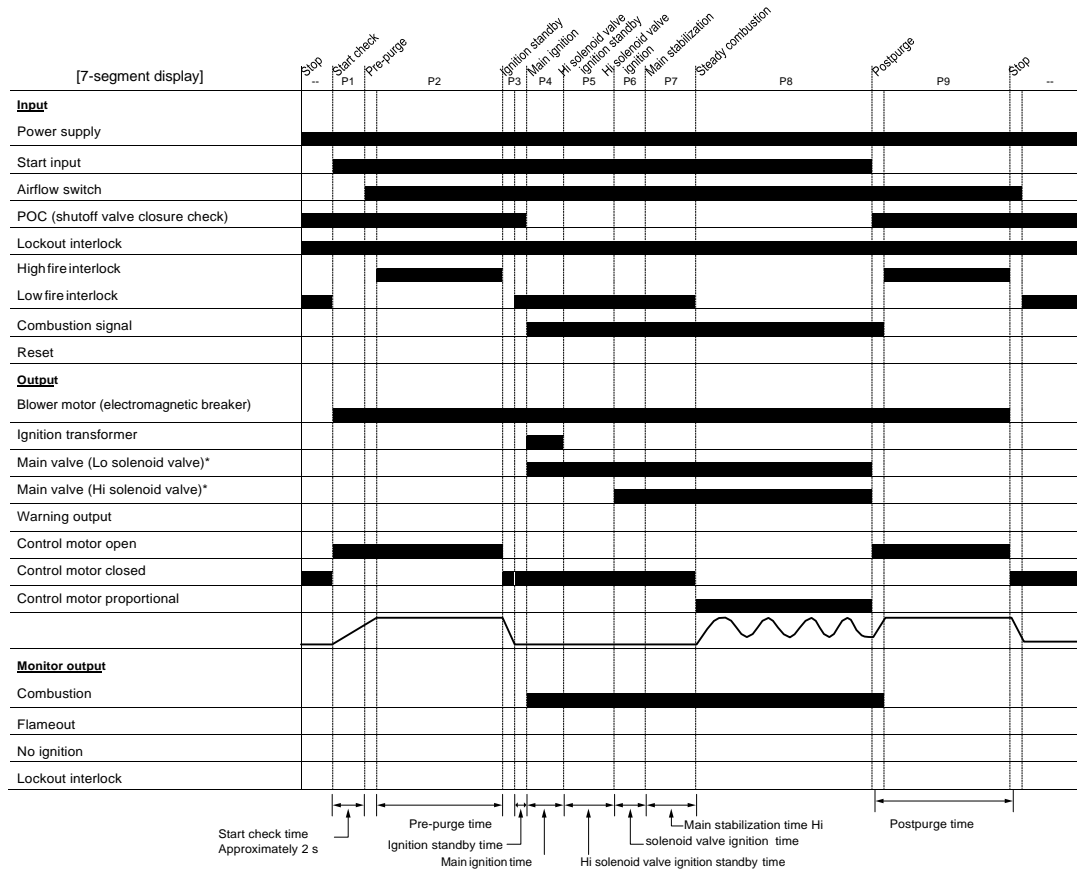 Stop
Start check
Pre-purge
Ignition standby
Main ignition
Hi solenoid valve
Ignition standby
Hi solenoid valve
ignition
Main stabilization
Steady combustion
Postpurge
Stop
[7-segment display]
-- P1 P2 P3 P4 P5 P6 P7 P8 P9 --
Input
Power supply
Start input
Airflow switch
POC (shutoff valve closure check)
Lockout interlock
High fire interlock
Low fire interlock
Combustion signal
Reset
Output
Blower motor (electromagnetic breaker)
Ignition transformer
Main valve (Lo solenoid valve)*
Main valve (Hi solenoid valve)*
Warning output
Control motor open
Control motor closed
Control motor proportional
Monitor output
Combustion
Flameout
No ignition
Lockout interlock
Start check time
Approximately 2 s
Pre-purge time
Ignition standby time
Main ignition time
Main stabilization time Hi
solenoid valve ignition time
Hi solenoid valve ignition standby time
Postpurge time